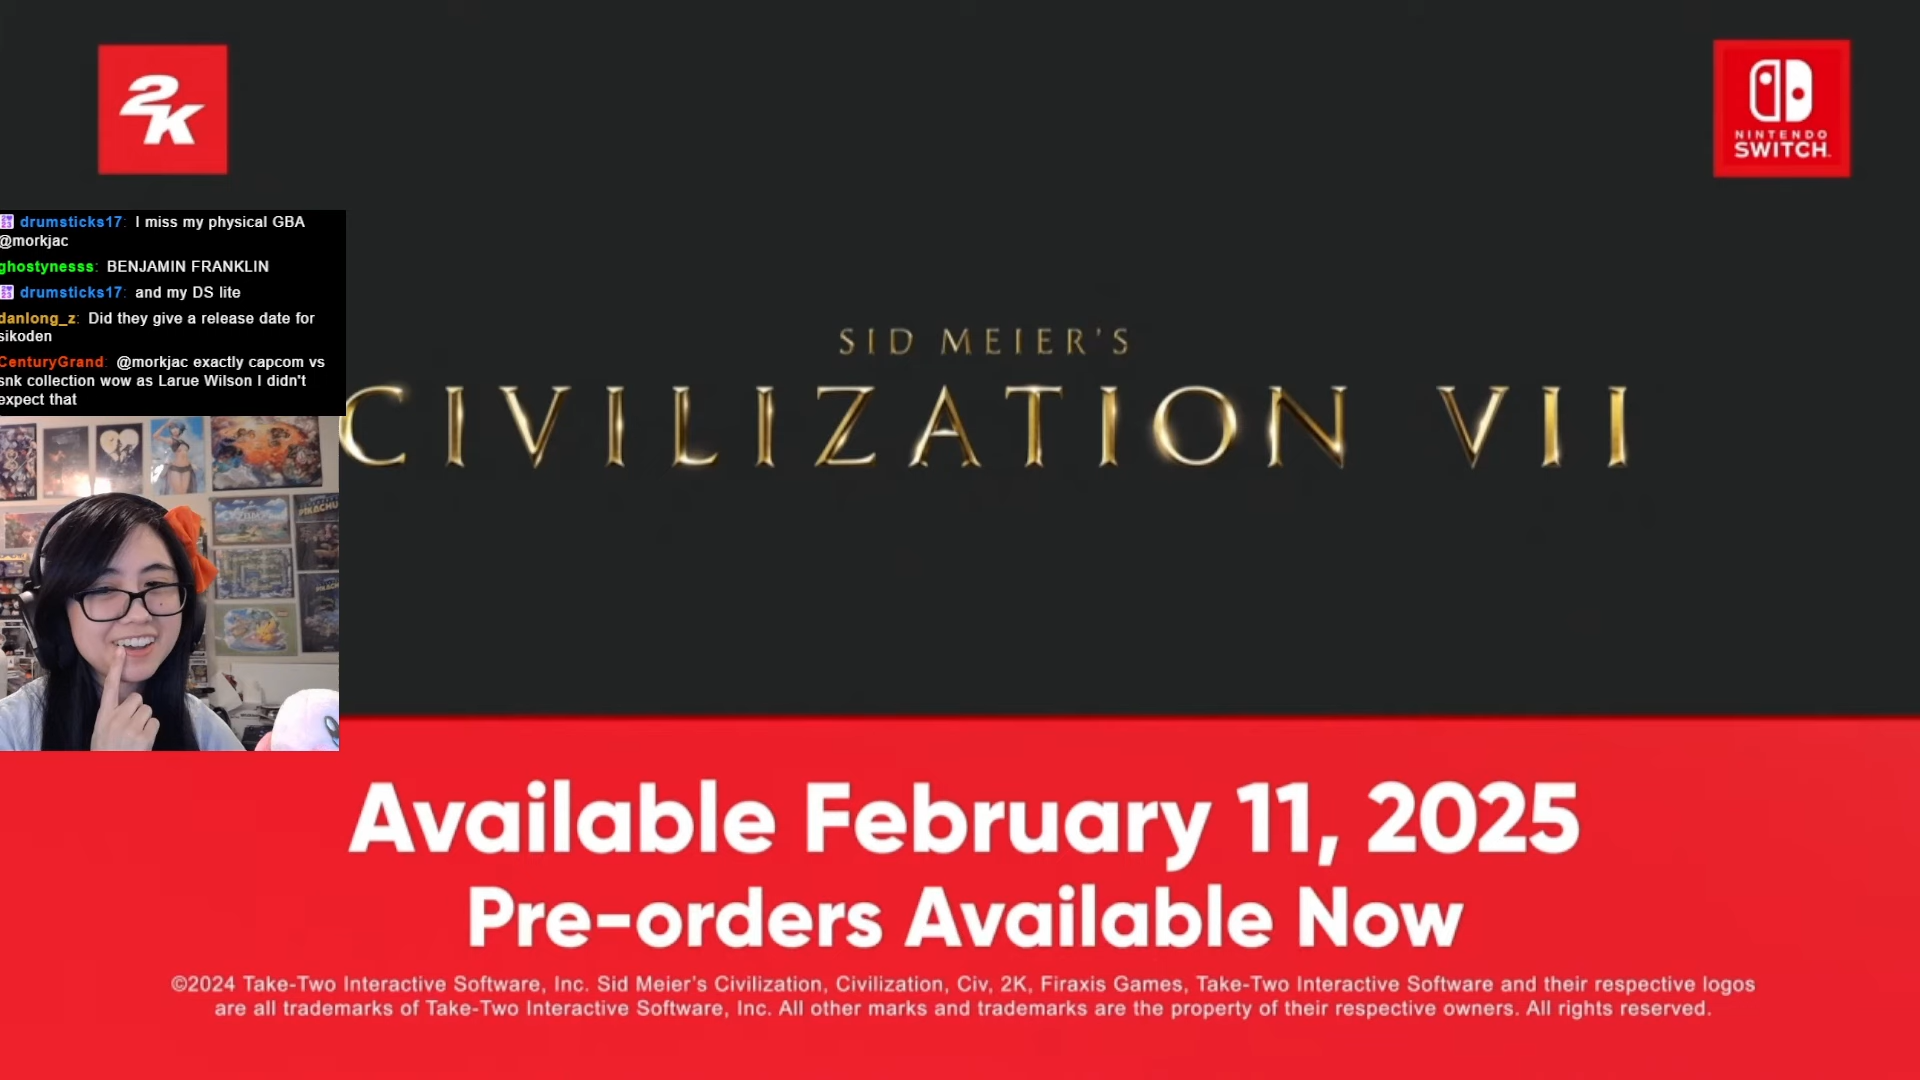 2K
NINTENDO
SWITCH
drumsticks17: I miss my physical GBA
@morkjac
ghostynesss: BENJAMIN FRANKLIN
drumsticks17: and my DS lite
danlong_z: Did they give a release date for
sikoden
CenturyGrand: @morkjac exactly capcom vs
snk collection wow as Larue Wilson I didn't
expect that
SID MEIER'S
CIVILIZATION VII
PIKACHU
Available February 11, 2025
Pre-orders Available Now
©2024 Take-Two Interactive Software, Inc. Sid Meier's Civilization, Civilization, Civ, 2K, Firaxis Games, Take-Two Interactive Software and their respective logos
are all trademarks of Take-Two Interactive Software, Inc. All other marks and trademarks are the property of their respective owners. All rights reserved.